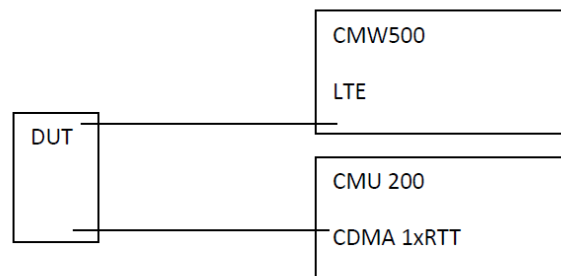 CMW500
LTE
DUT
CMU 200
CDMA 1xRTT